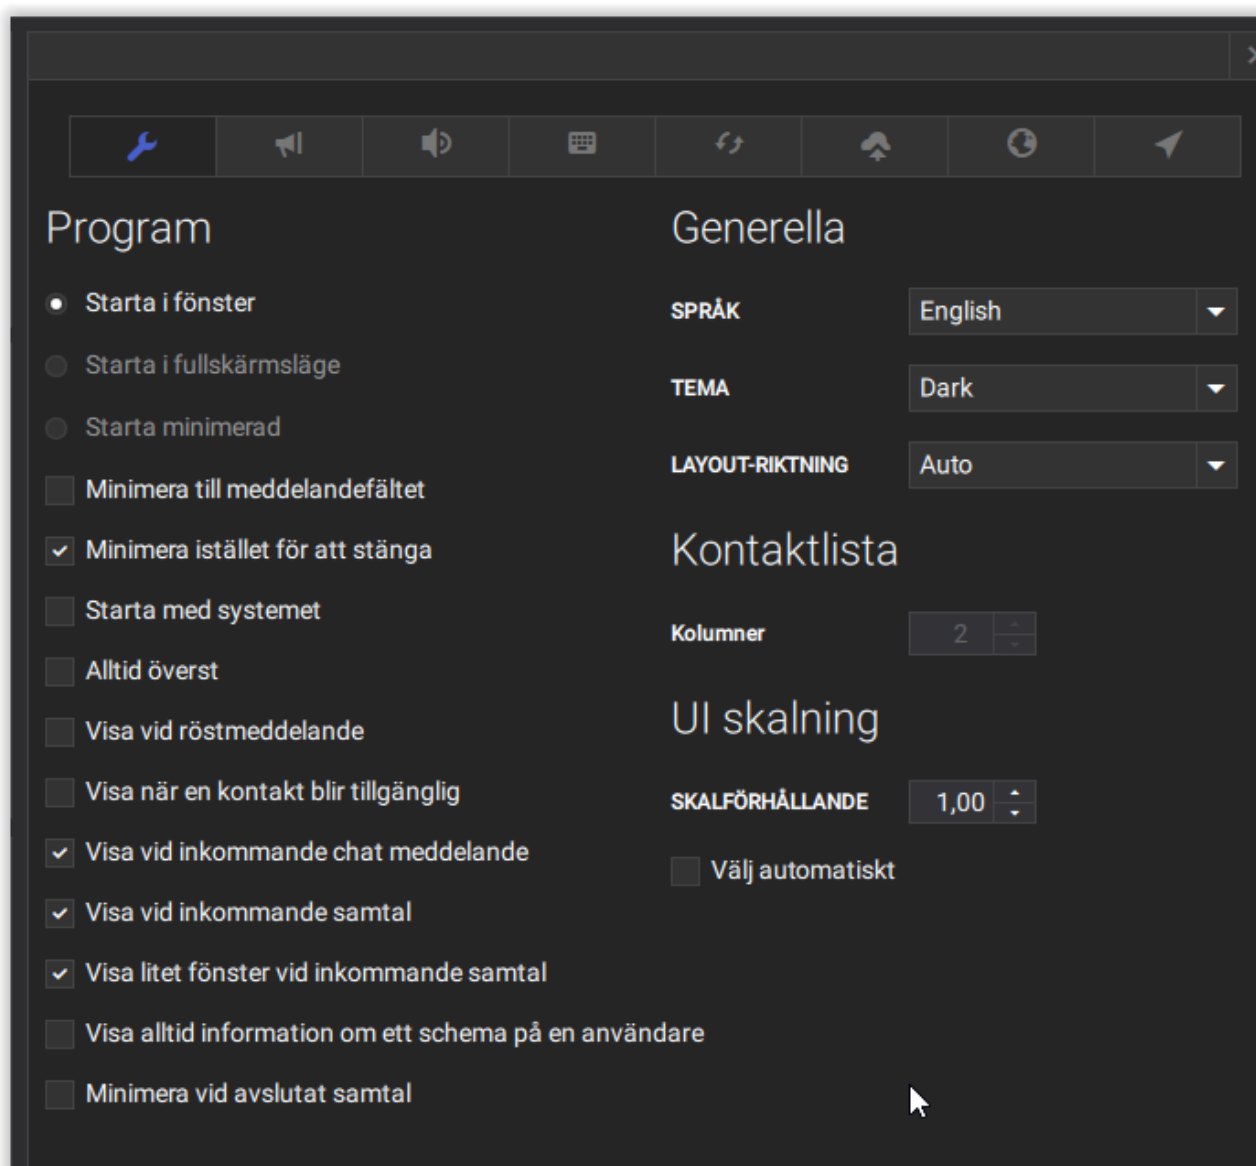 Program
Starta i fönster
Starta i fullskärmsläge
Starta minimerad
Minimera till meddelandefältet
Minimera istället för att stänga
Starta med systemet
Alltid överst
Visa vid röstmeddelande
Visa när en kontakt blir tillgänglig
Visa vid inkommande chat meddelande
Visa vid inkommande samtal
Visa litet fönster vid inkommande samtal
Visa alltid information om ett schema på en användare
Minimera vid avslutat samtal
Generella
SPRÅK English
TEMA Dark
LAYOUT-RIKTNING Auto
Kontaktlista
Kolumner 2
UI skalning
SKALFÖRHÅLLANDE 1,00
Välj automatiskt